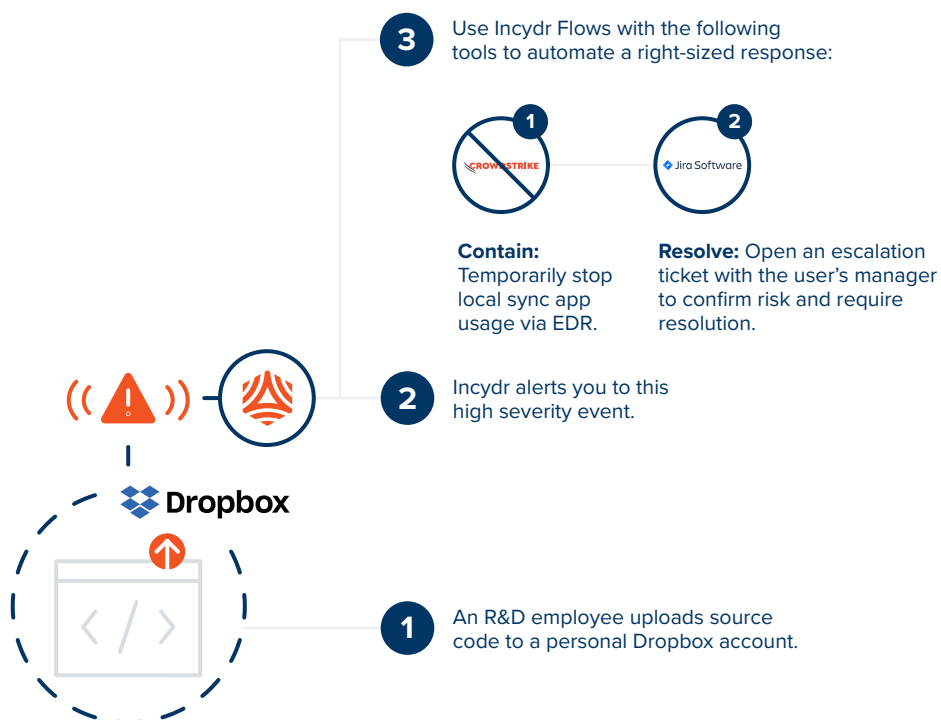 3
Use Incydr Flows with the following
tools to automate a right-sized response:
1
CROWDSTRIKE
2
Jira Software
Contain:
Temporarily stop
local sync app
usage via EDR.
Resolve: Open an escalation
ticket with the user's manager
to confirm risk and require
resolution.
2
Incydr alerts you to this
high severity event.
Dropbox
</>
1
An R&D employee uploads source
code to a personal Dropbox account.